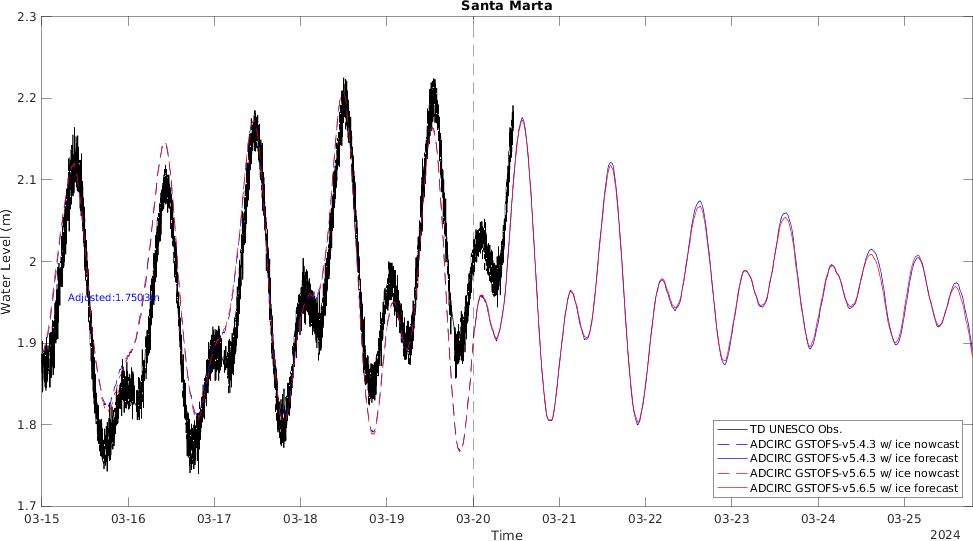 Santa Marta
2.3
2.2
2.1
2
1.9
1.8
1.7
Water Level (m)
Adjusted:1.7503m
03-15 03-16 03-17 03-18 03-19 03-20 03-21 03-22 03-23 03-24 03-25
Time
2024
TD UNESCO Obs.
ADCIRC GSTOFS-v5.4.3 w/ ice nowcast
ADCIRC GSTOFS-v5.4.3 w/ ice forecast
ADCIRC GSTOFS-v5.6.5 w/ ice nowcast
ADCIRC GSTOFS-v5.6.5 w/ ice forecast